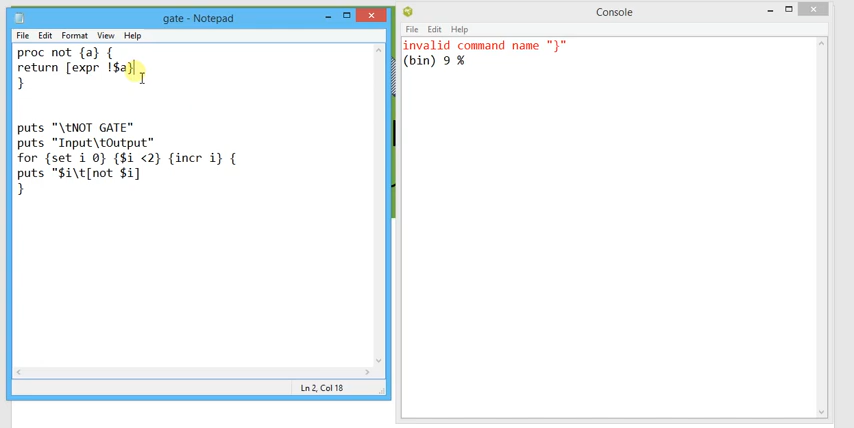 gate - Notepad
File Edit Format View Help
proc not {a} {
return [expr !$a}
}
puts "\tNOT GATE"
puts "Input\tOutput"
for {set i 0} {$i <2} {incr i} {
puts "$i\t[not $i]
}
Ln 2, Col 18
Console
File Edit Help
invalid command name "}"
(bin) 9 %